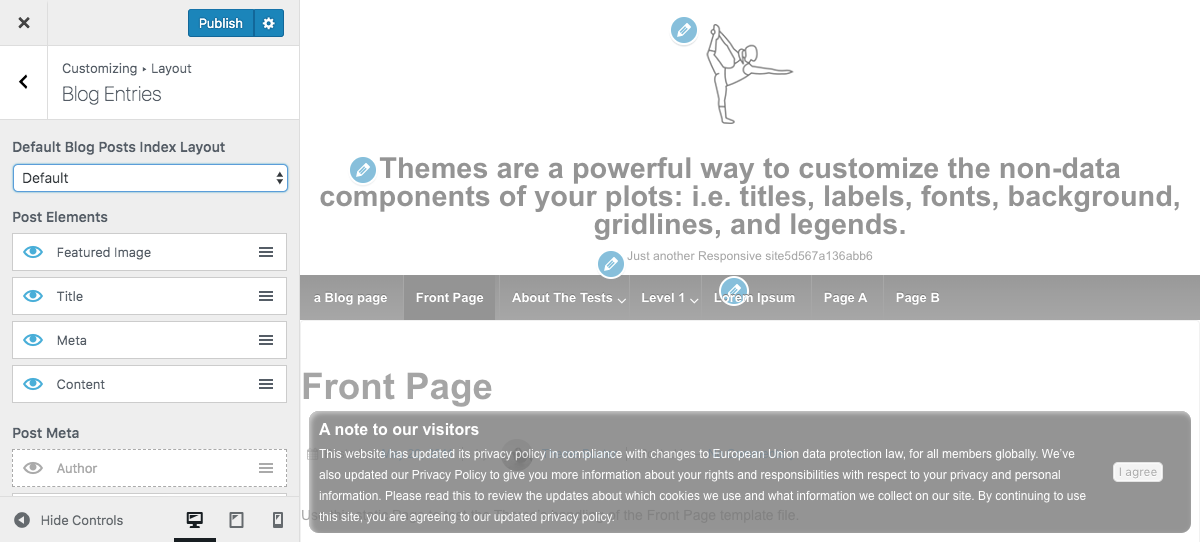 Publish
Customizing ▸ Layout
Blog Entries
Default Blog Posts Index Layout
Default
Post Elements
Featured Image
Title
Meta
Content
Post Meta
Author
Hide Controls
Themes are a powerful way to customize the non-data
components of your plots: i.e. titles, labels, fonts, background,
gridlines, and legends.
Just another Responsive site5d567a136abb6
a Blog page Front Page About The Tests Level 1 Lorem Ipsum Page A Page B
Front Page
A note to our visitors
This website has updated its privacy policy in compliance with changes to European Union data protection law, for all members globally. We've
also updated our Privacy Policy to give you more information about your rights and responsibilities with respect to your privacy and personal
information. Please read this to review the updates about which cookies we use and what information we collect on our site. By continuing to use
this site, you are agreeing to our updated privacy policy.
I agree
of the Front Page template file.